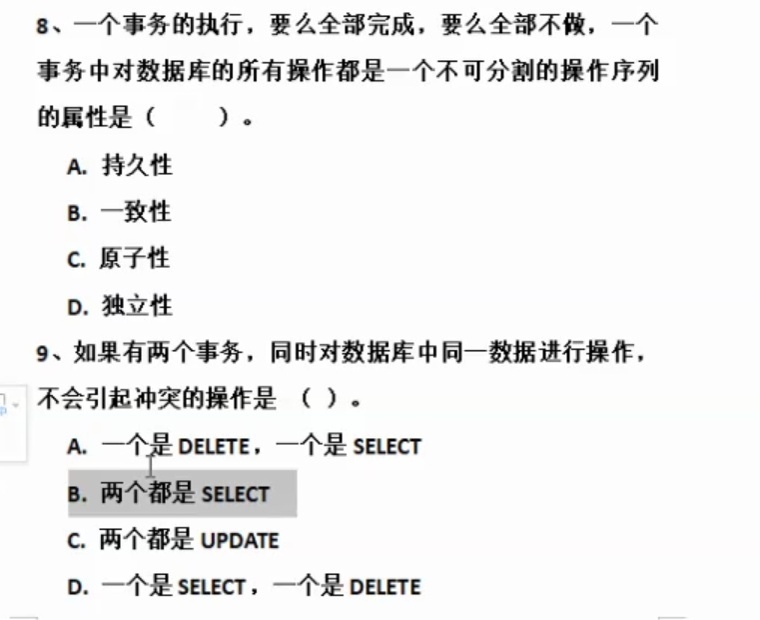 8、一个事务的执行，要么全部完成，要么全部不做，一个
事务中对数据库的所有操作都是一个不可分割的操作序列
的属性是（　　）。
A. 持久性
B. 一致性
C. 原子性
D. 独立性
9、如果有两个事务，同时对数据库中同一数据进行操作，
不会引起冲突的操作是 （ ）。
A. 一个是 DELETE，一个是 SELECT
B. 两个都是 SELECT
C. 两个都是 UPDATE
D. 一个是 SELECT，一个是 DELETE